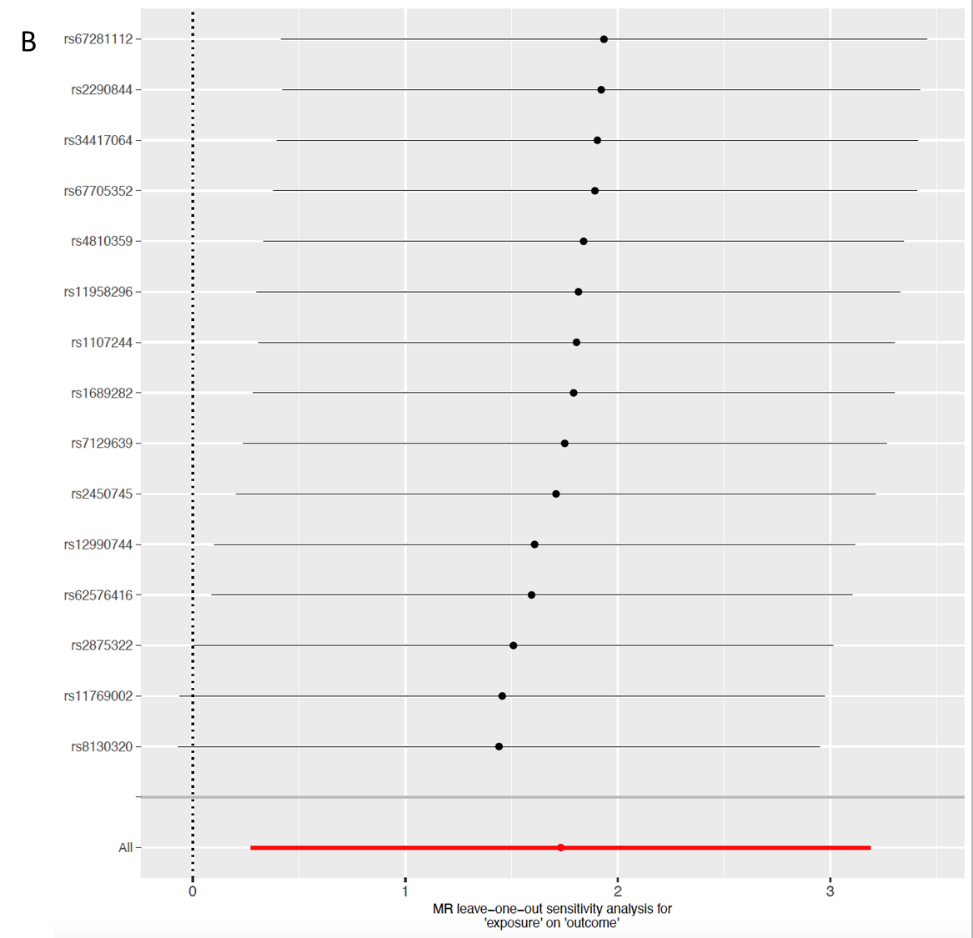 B
rs67281112
rs2290844
rs34417064
rs67705352
rs4810359
rs11958296
rs1107244
rs1689282
rs7129639
rs2450745
rs12990744
rs62576416
rs2875322
rs11769002
rs8130320
All
0 1 2 3
MR leave−one−out sensitivity analysis for
'exposure' on 'outcome'